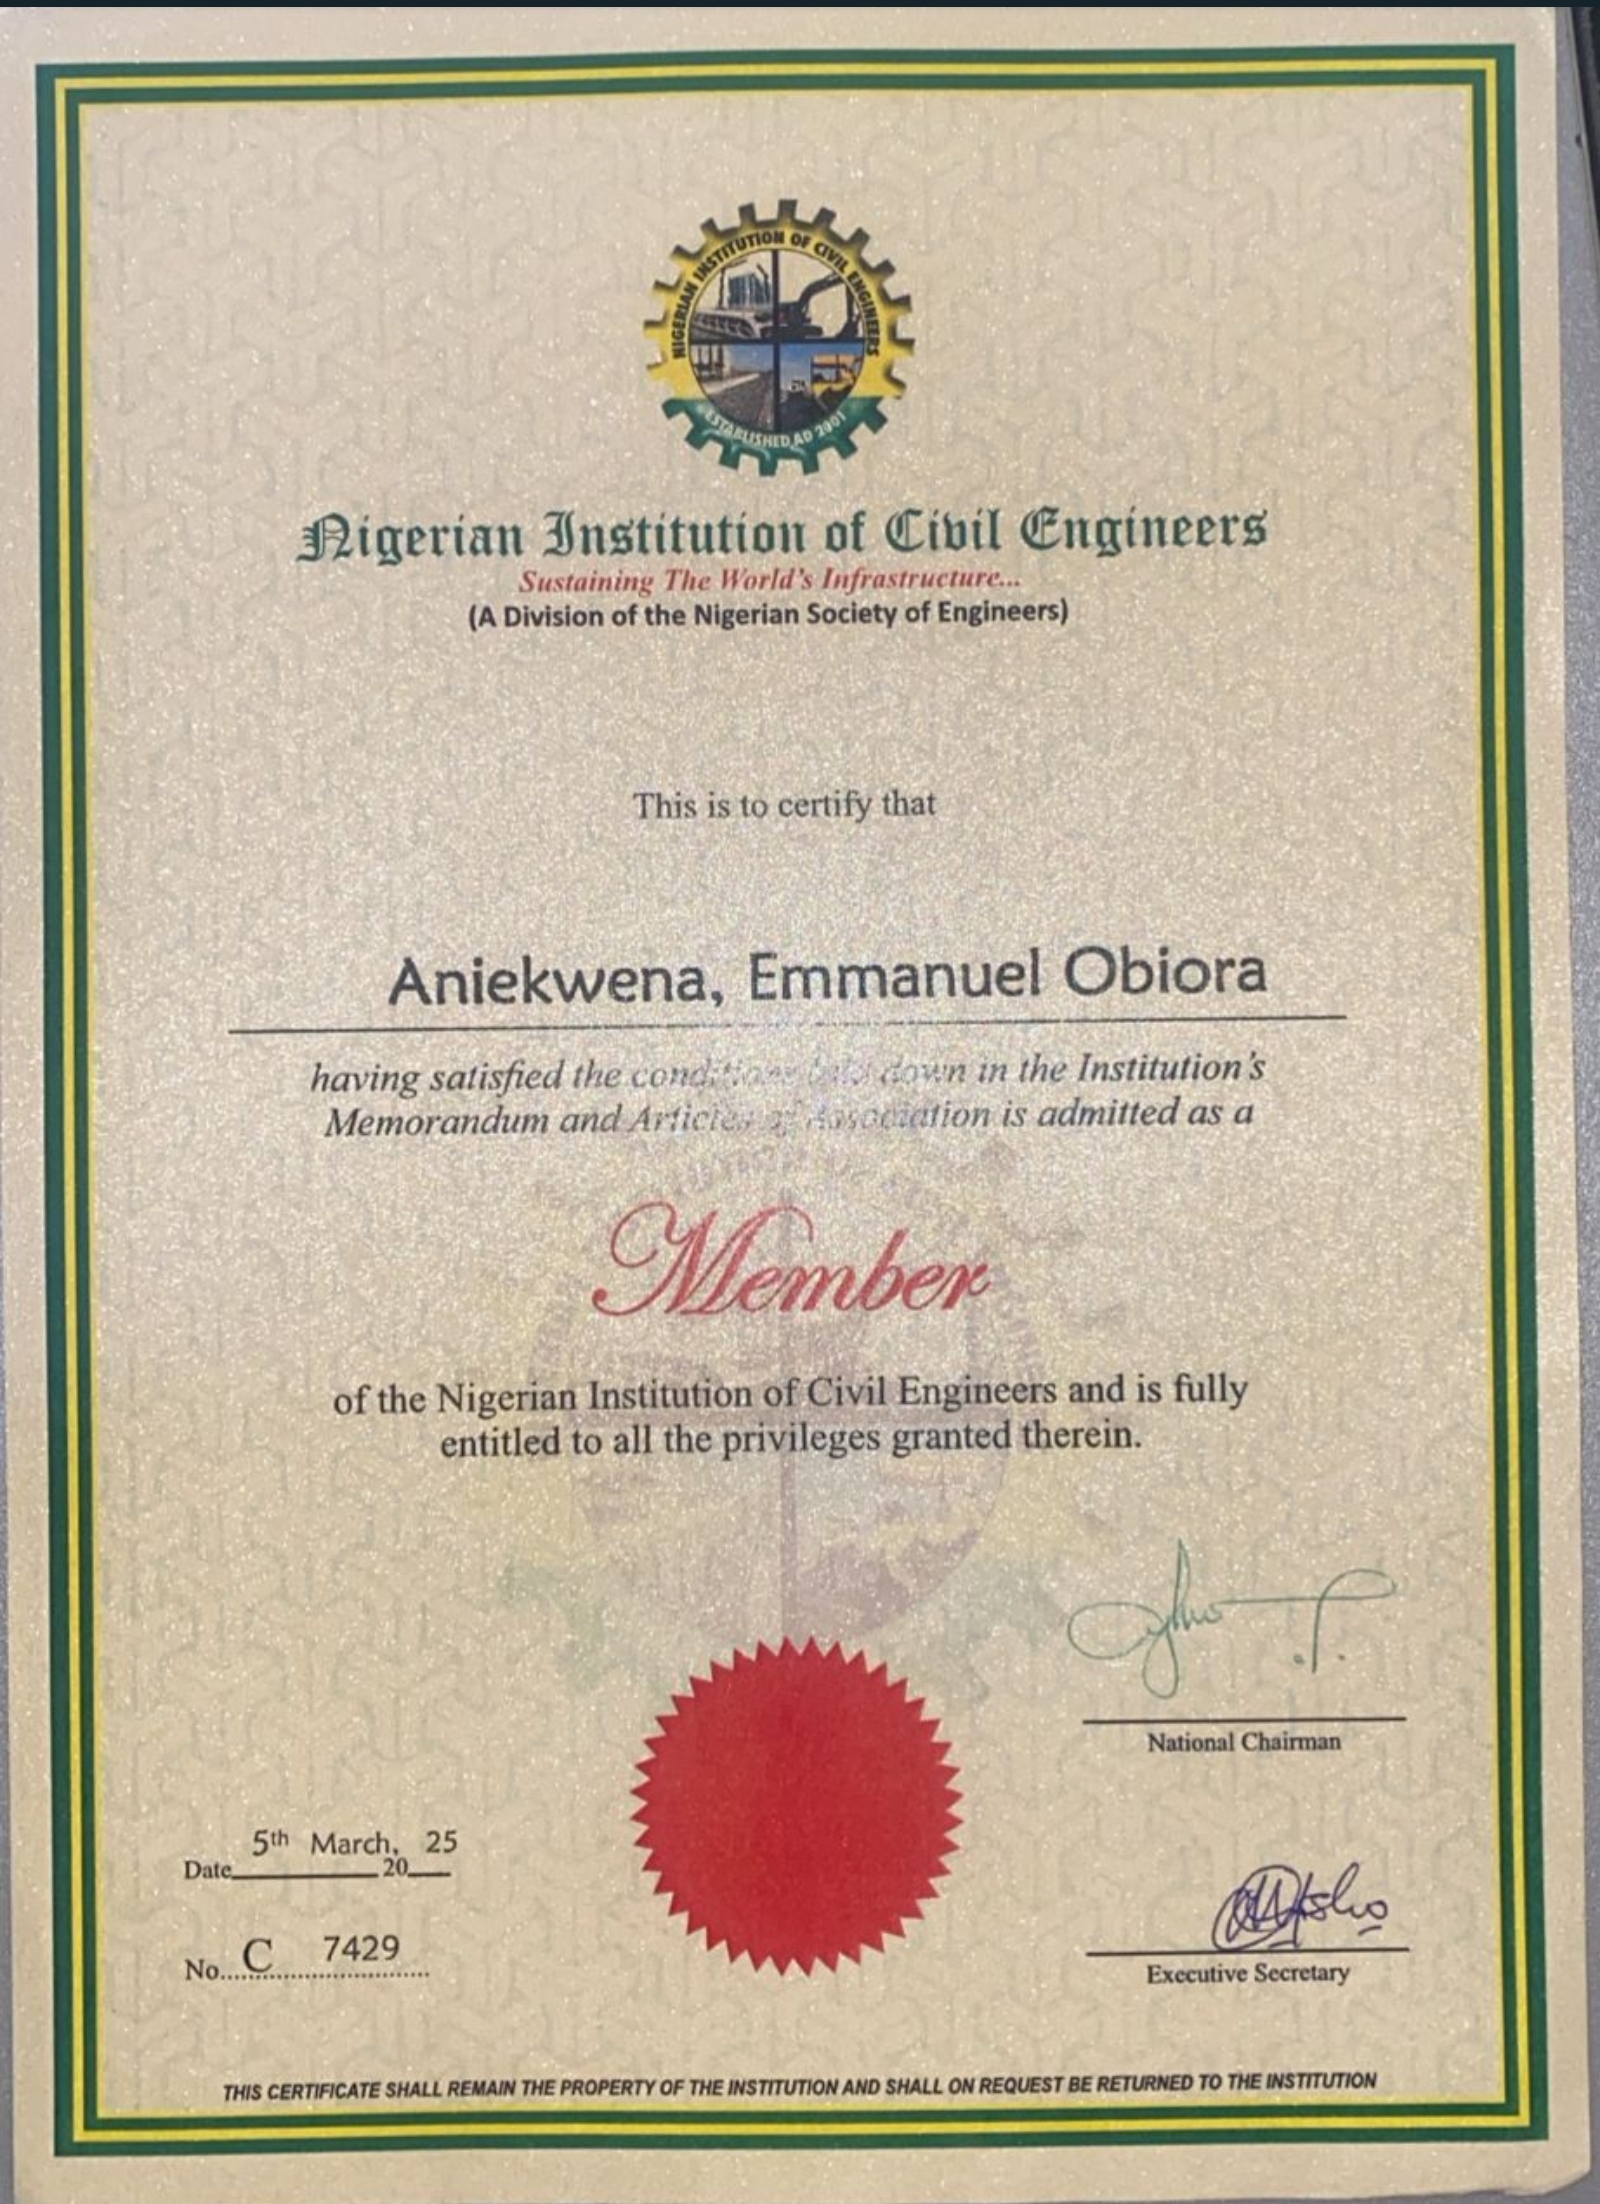 NIGERIAN INSTITUTION OF CIVIL ENGINEERS
ESTABLISHED AD 2001
Nigerian Institution of Civil Engineers
Sustaining The World's Infrastructure...
(A Division of the Nigerian Society of Engineers)
This is to certify that
Aniekwena, Emmanuel Obiora
having satisfied the conditions laid down in the Institution's
Memorandum and Articles of Association is admitted as a
Member
of the Nigerian Institution of Civil Engineers and is fully
entitled to all the privileges granted therein.
National Chairman
5th March, 25
Date 20
No. C 7429
Executive Secretary
THIS CERTIFICATE SHALL REMAIN THE PROPERTY OF THE INSTITUTION AND SHALL ON REQUEST BE RETURNED TO THE INSTITUTION